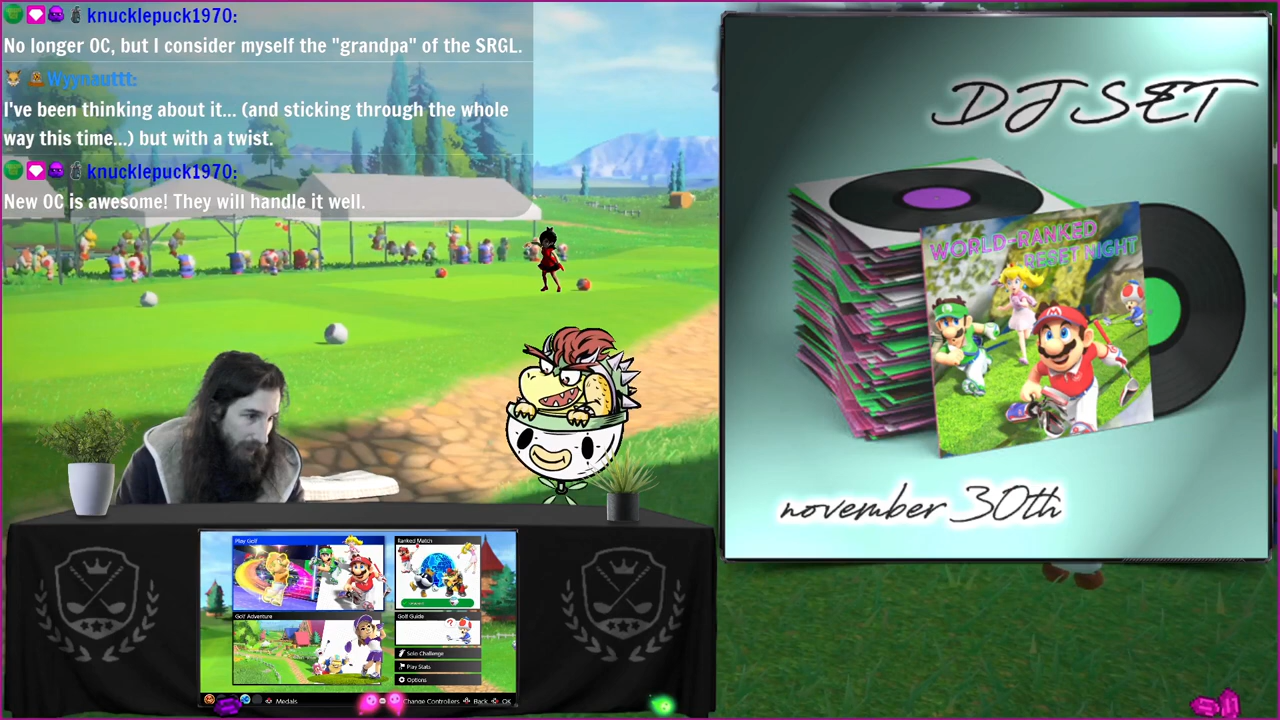 knucklepuck1970:
No longer OC, but I consider myself the "grandpa" of the SRGL.
Wyynauttt:
I've been thinking about it... (and sticking through the whole
way this time...) but with a twist.
knucklepuck1970:
New OC is awesome! They will handle it well.
DJ SET
WORLD-RANKED
RESET NIGHT
november 30th
Play Golf
Ranked Match
Golf Adventure
Golf Guide
Solo Challenge
Play Stats
Options
Medals
Change Controllers
Back
OK